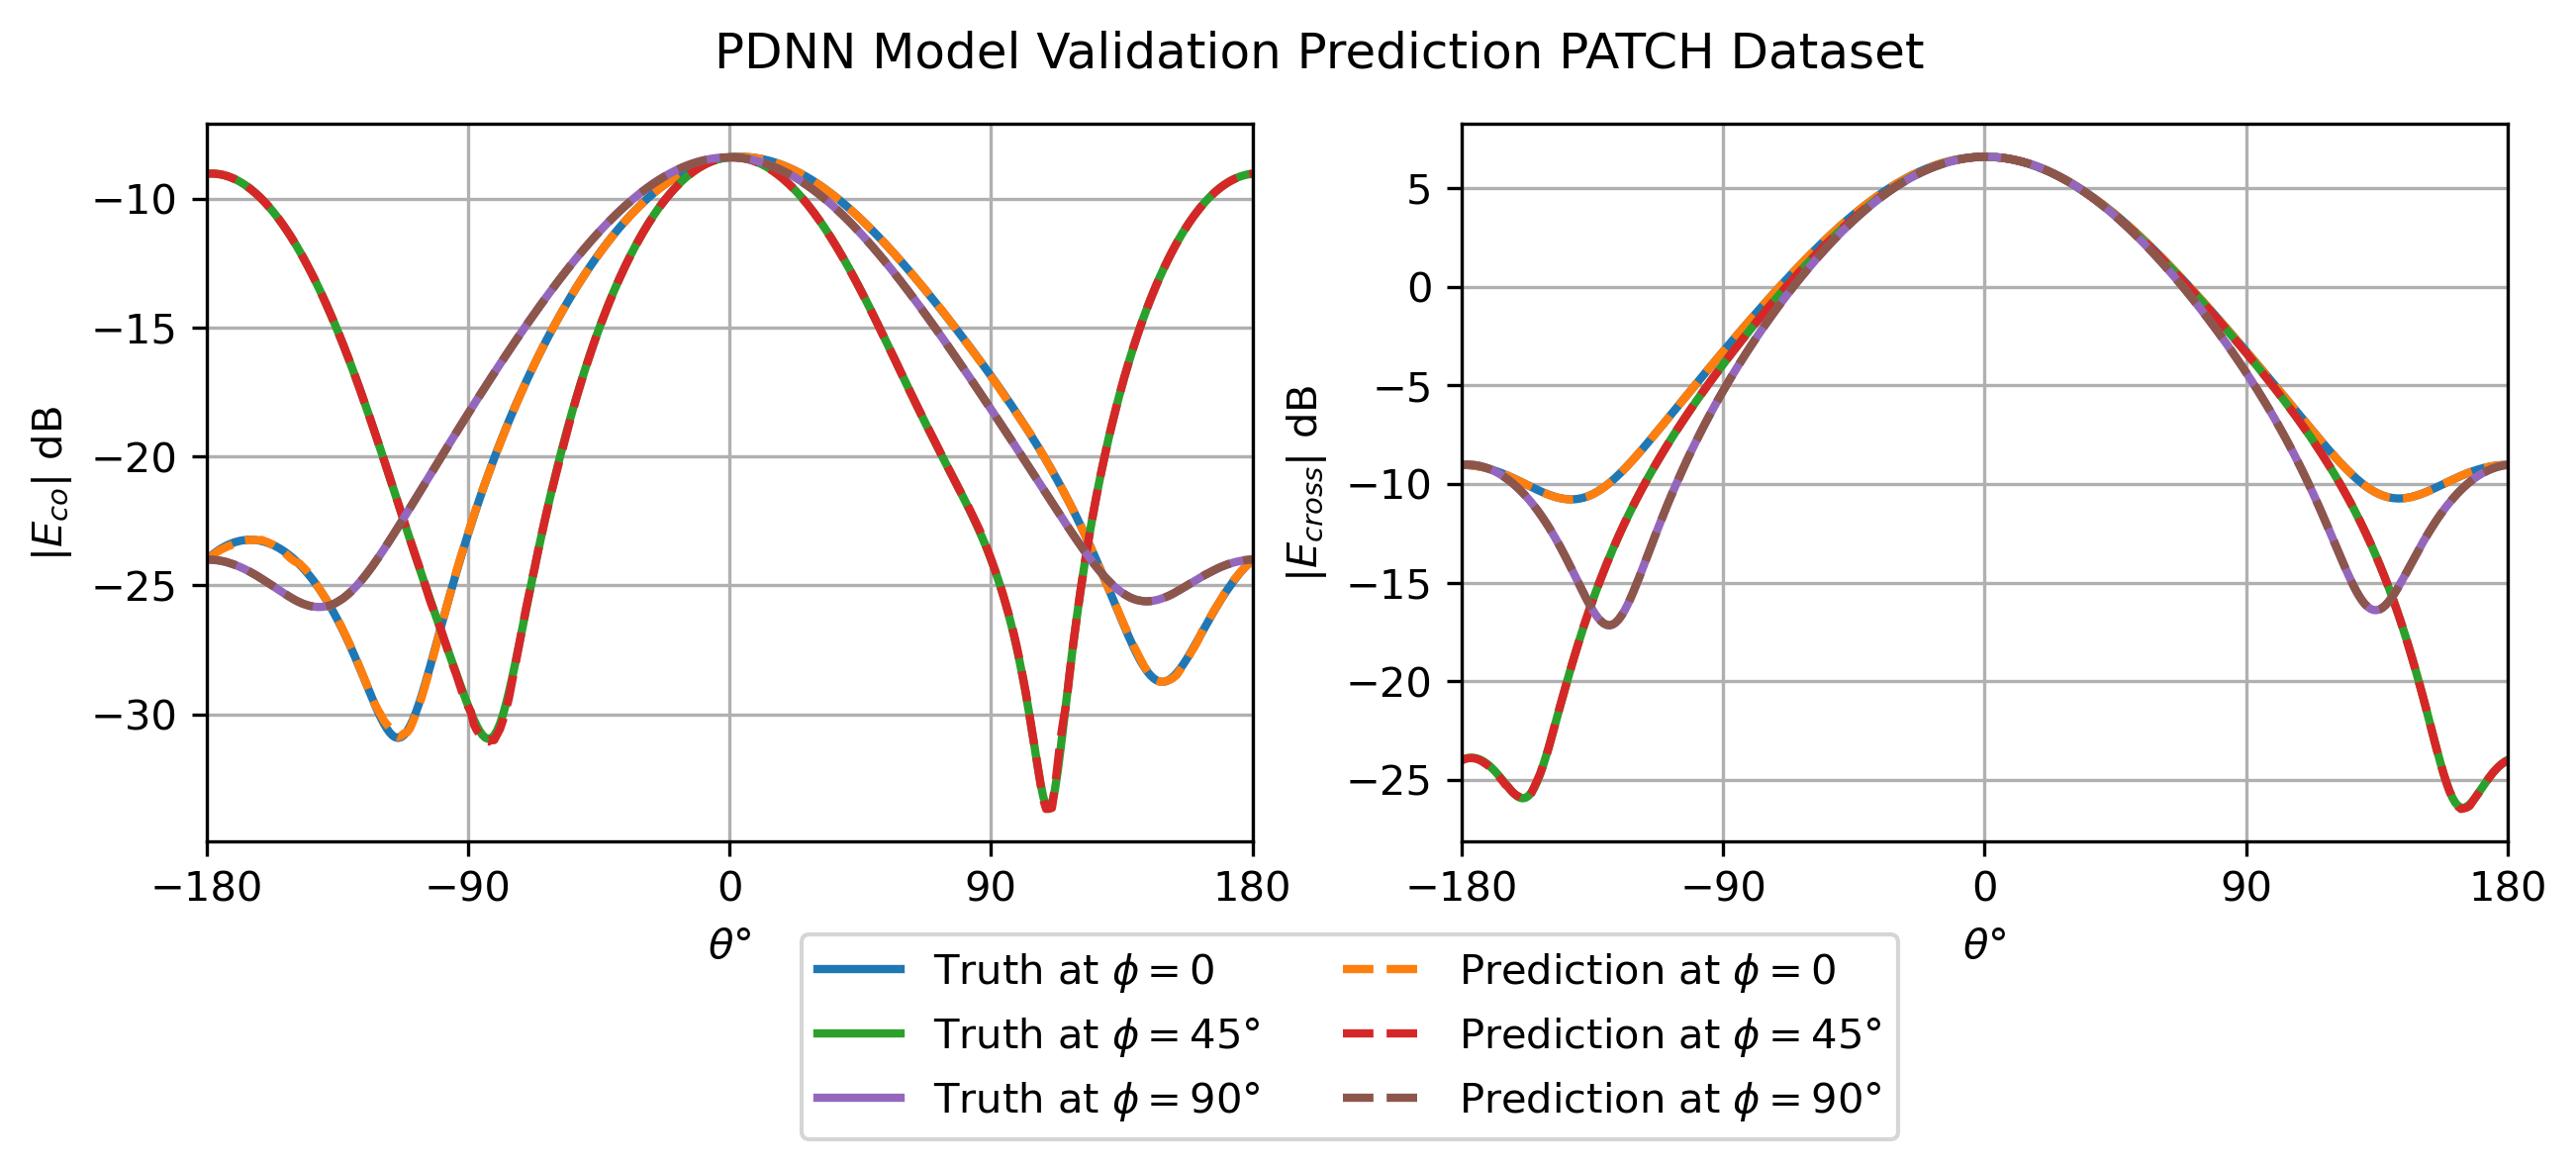 PDNN Model Validation Prediction PATCH Dataset
|E_co| dB
−10
−15
−20
−25
−30
−180 −90 0 90 180
θ°
|E_cross| dB
5
0
−5
−10
−15
−20
−25
−180 −90 0 90 180
θ°
Truth at ϕ = 0
Truth at ϕ = 45°
Truth at ϕ = 90°
Prediction at ϕ = 0
Prediction at ϕ = 45°
Prediction at ϕ = 90°